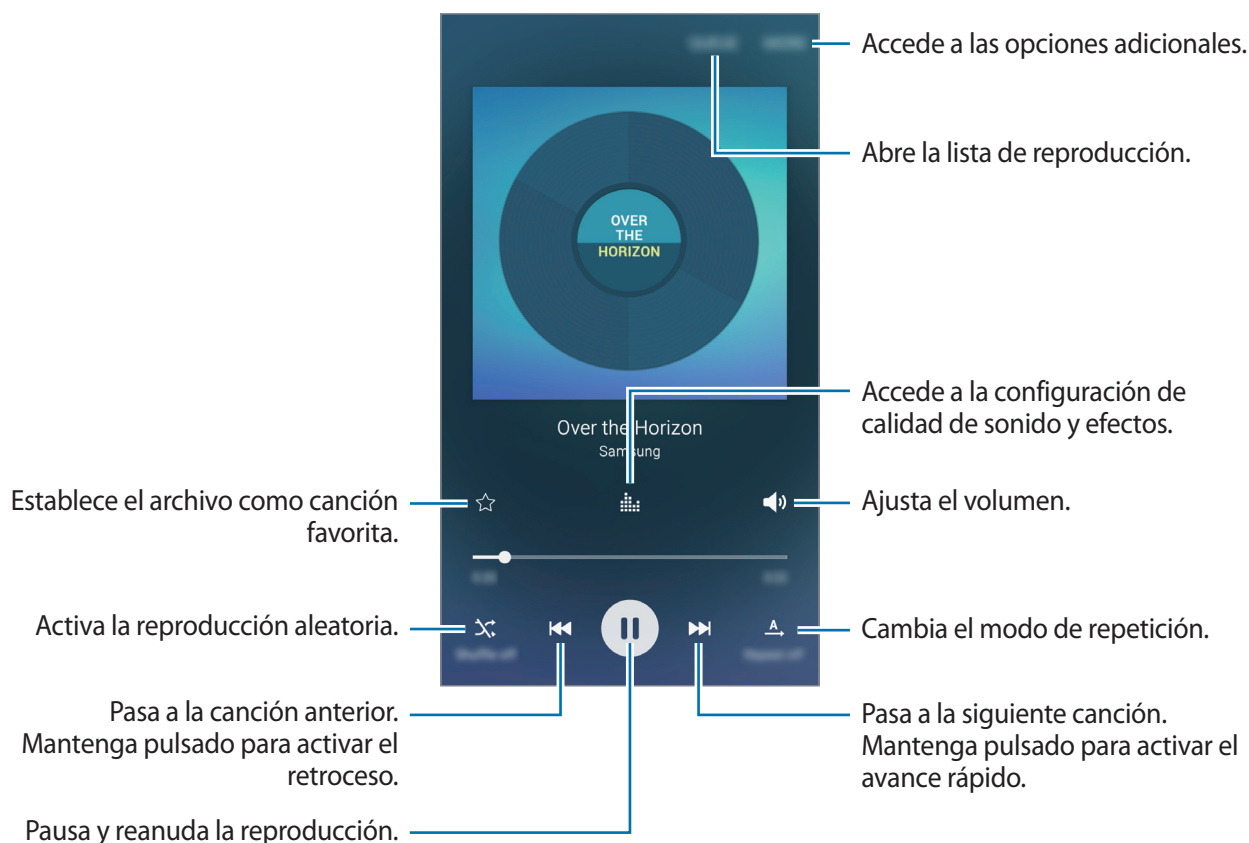 Accede a las opciones adicionales.
Abre la lista de reproducción.
OVER
THE
HORIZON
Accede a la configuración de
calidad de sonido y efectos.
Over the Horizon
Samsung
Establece el archivo como canción
favorita.
Ajusta el volumen.
Activa la reproducción aleatoria.
A
Cambia el modo de repetición.
Pasa a la canción anterior.
Mantenga pulsado para activar el
retroceso.
Pasa a la siguiente canción.
Mantenga pulsado para activar el
avance rápido.
Pausa y reanuda la reproducción.